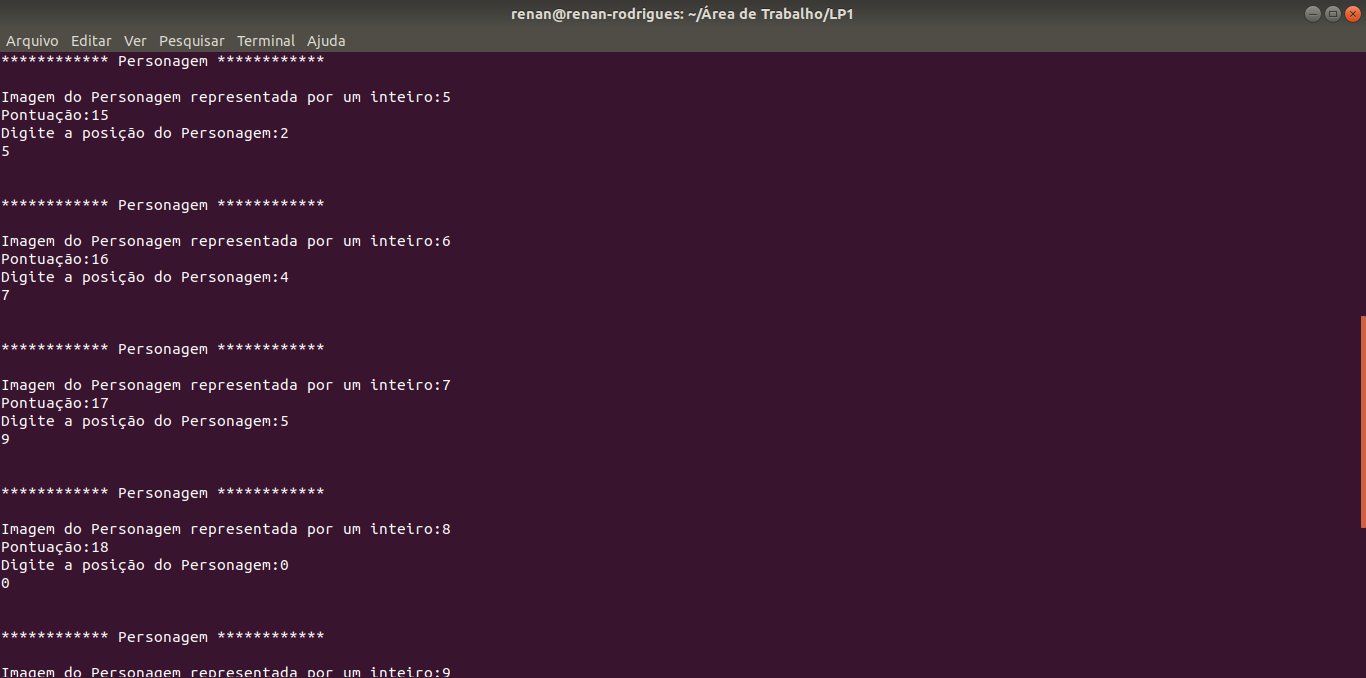 renan@renan-rodrigues: ~/Área de Trabalho/LP1
Arquivo Editar Ver Pesquisar Terminal Ajuda
************ Personagem ************
Imagem do Personagem representada por um inteiro:5
Pontuação:15
Digite a posição do Personagem:2
5
************ Personagem ************
Imagem do Personagem representada por um inteiro:6
Pontuação:16
Digite a posição do Personagem:4
7
************ Personagem ************
Imagem do Personagem representada por um inteiro:7
Pontuação:17
Digite a posição do Personagem:5
9
************ Personagem ************
Imagem do Personagem representada por um inteiro:8
Pontuação:18
Digite a posição do Personagem:0
0
************ Personagem ************
Imagem do Personagem representada por um inteiro:9